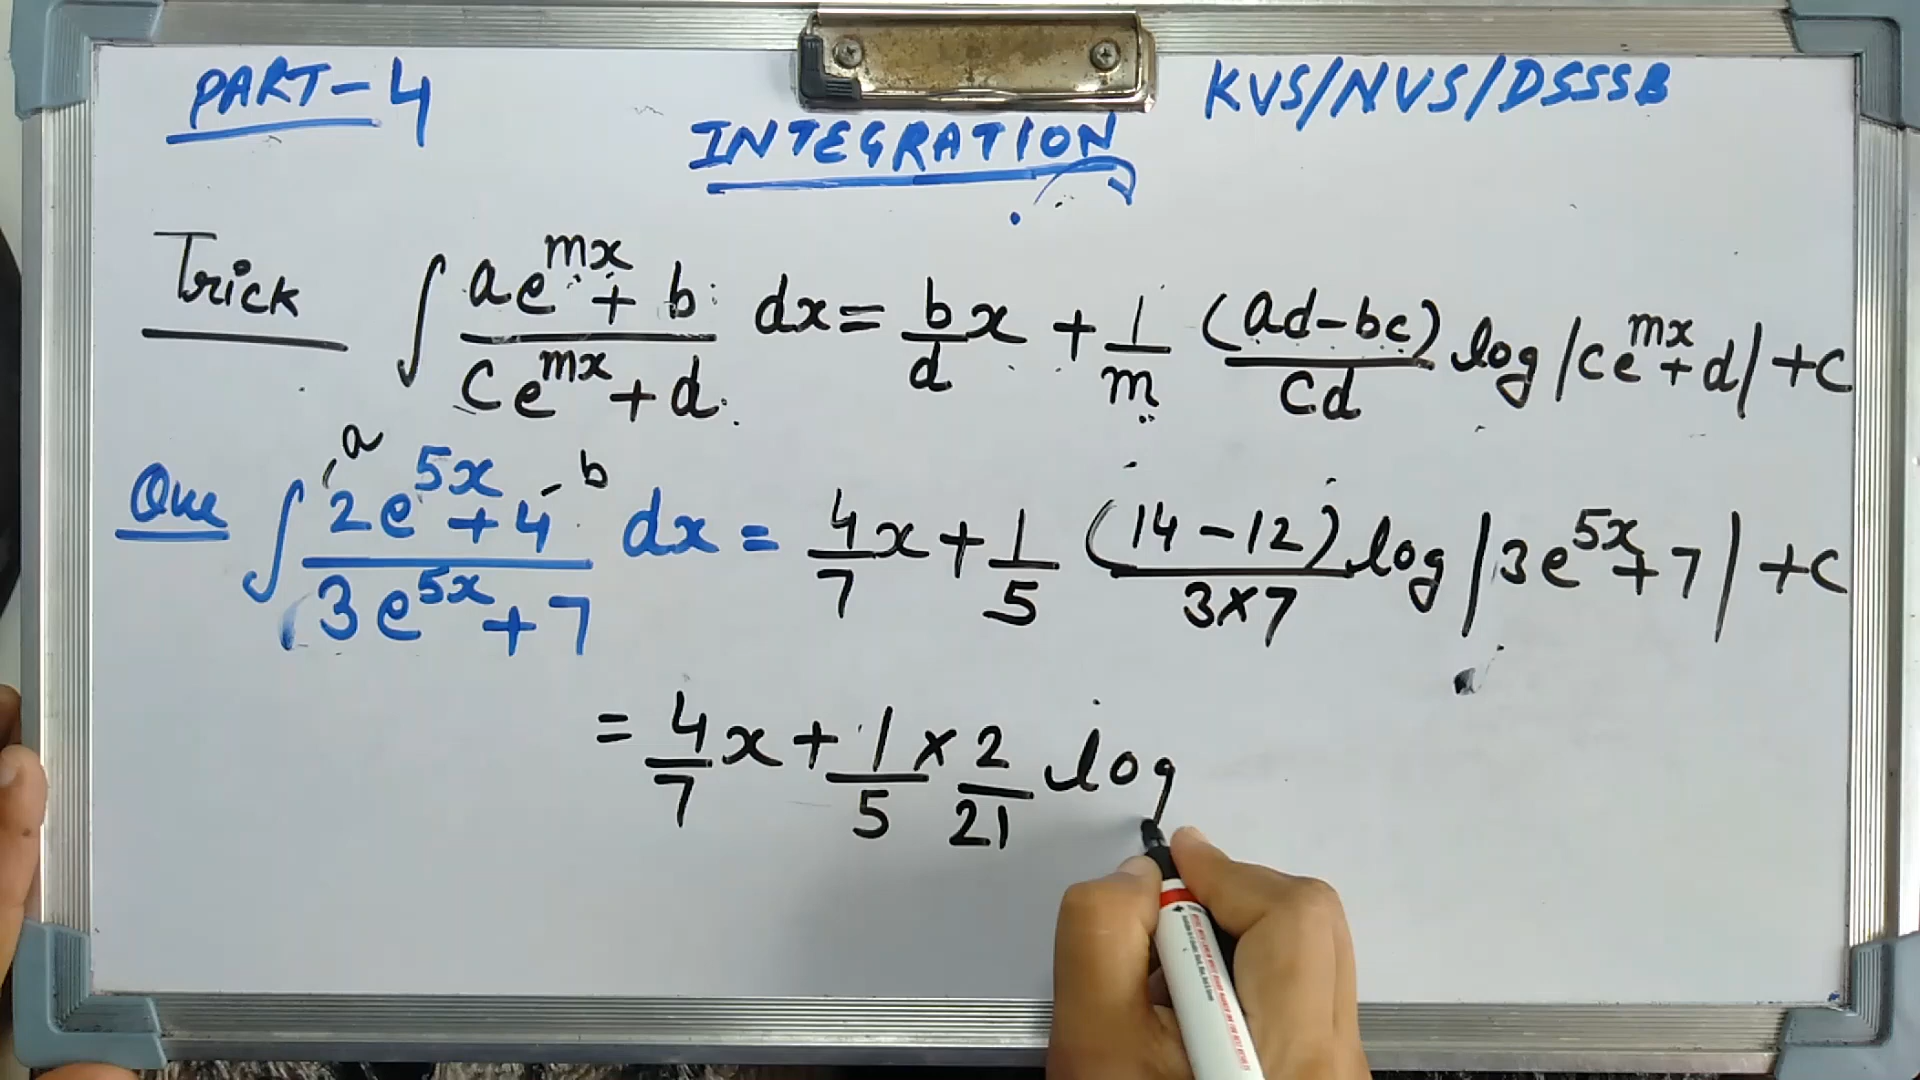 PART-4
KVS/NVS/DSSSB
INTEGRATION
Trick ∫ (ae^mx + b)/(ce^mx + d) dx = b/d x + 1/m (ad-bc)/cd log|ce^mx + d| + c
a b
Que ∫ (2e^5x + 4)/(3e^5x + 7) dx = 4/7 x + 1/5 (14-12)/(3×7) log|3e^5x + 7| + c
= 4/7 x + 1/5 × 2/21 log